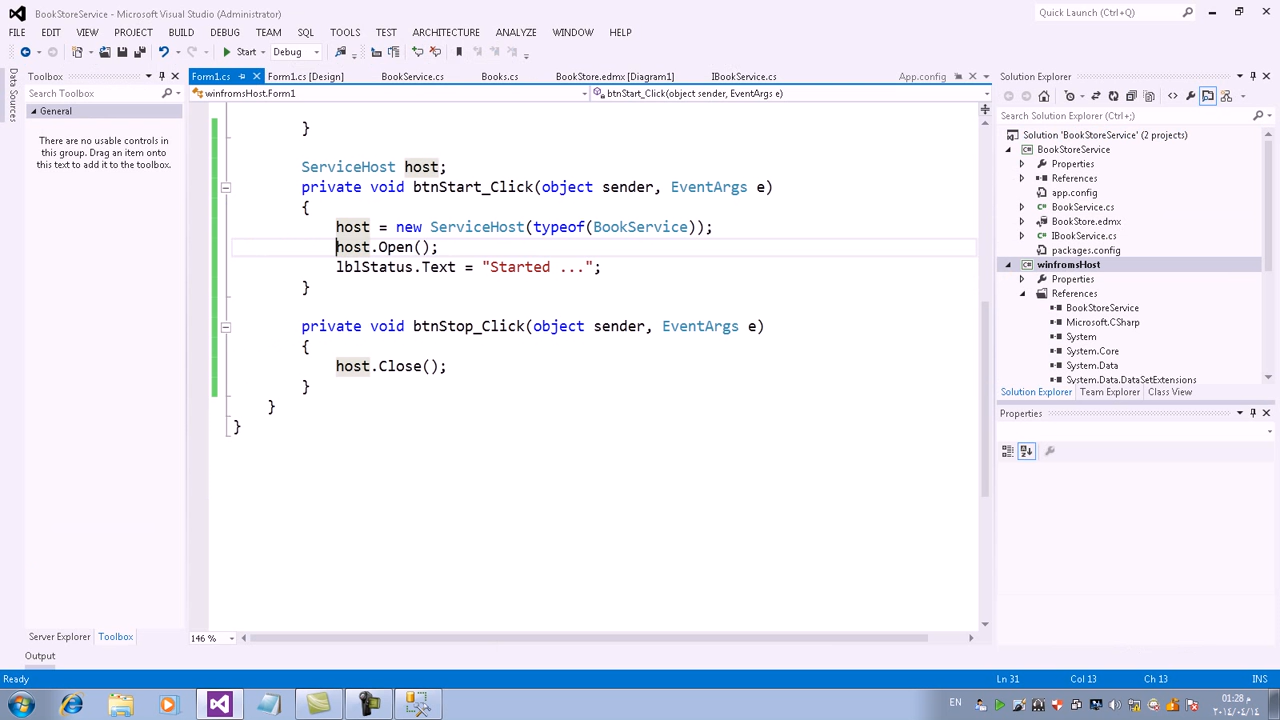 BookStoreService - Microsoft Visual Studio (Administrator)
Quick Launch (Ctrl+Q)
FILE EDIT VIEW PROJECT BUILD DEBUG TEAM SQL TOOLS TEST ARCHITECTURE ANALYZE WINDOW HELP
Start Debug
Data Sources
Toolbox
Search Toolbox
General
There are no usable controls in
this group. Drag an item onto
this text to add it to the toolbox.
Server Explorer Toolbox
Form1.cs Form1.cs [Design] BookService.cs Books.cs BookStore.edmx [Diagram1] IBookService.cs App.config
winfromsHost.Form1 btnStart_Click(object sender, EventArgs e)
}
ServiceHost host;
private void btnStart_Click(object sender, EventArgs e)
{
host = new ServiceHost(typeof(BookService));
host.Open();
lblStatus.Text = "Started ...";
}
private void btnStop_Click(object sender, EventArgs e)
{
host.Close();
}
}
}
146 %
Solution Explorer
Search Solution Explorer (Ctrl+;)
Solution 'BookStoreService' (2 projects)
BookStoreService
Properties
References
app.config
BookService.cs
BookStore.edmx
IBookService.cs
packages.config
winfromsHost
Properties
References
BookStoreService
Microsoft.CSharp
System
System.Core
System.Data
System.Data.DataSetExtensions
Solution Explorer Team Explorer Class View
Properties
Output
Ready Ln 31 Col 13 Ch 13 INS
EN
01:28 م
٢٠١٤/٠٤/١٤